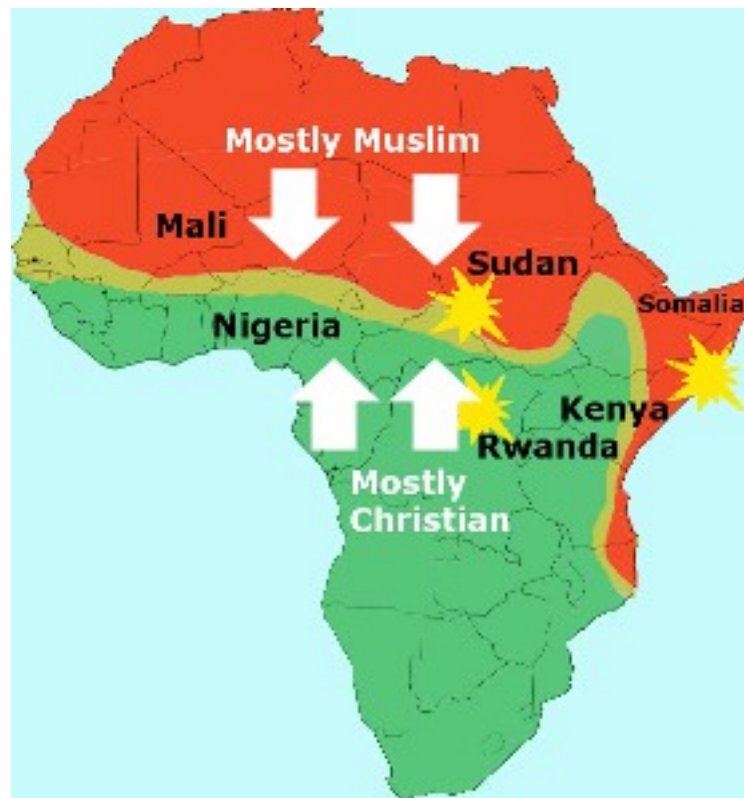 Mostly Muslim
Mali
Sudan
Somalia
Nigeria
Kenya
Rwanda
Mostly
Christian